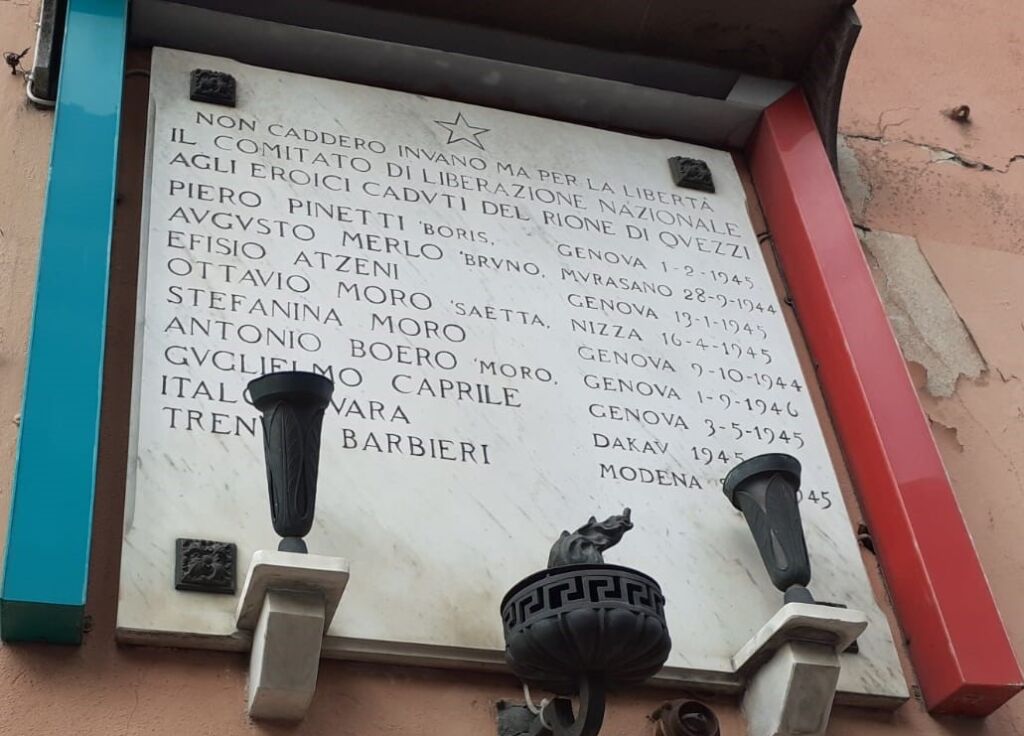 NON CADDERO INVANO MA PER LA LIBERTÀ
IL COMITATO DI LIBERAZIONE NAZIONALE
AGLI EROICI CADVTI DEL RIONE DI QVEZZI
PIERO PINETTI 'BORIS, GENOVA 1-2-1945
AVGVSTO MERLO 'BRVNO, MVRASANO 28-9-1944
EFISIO ATZENI GENOVA 13-1-1945
OTTAVIO MORO 'SAETTA, NIZZA 16-4-1945
STEFANINA MORO GENOVA 9-10-1944
ANTONIO BOERO 'MORO, GENOVA 1-9-1946
GVGLIELMO CAPRILE GENOVA 3-5-1945
DAKAV 1945
BARBIERI MODENA